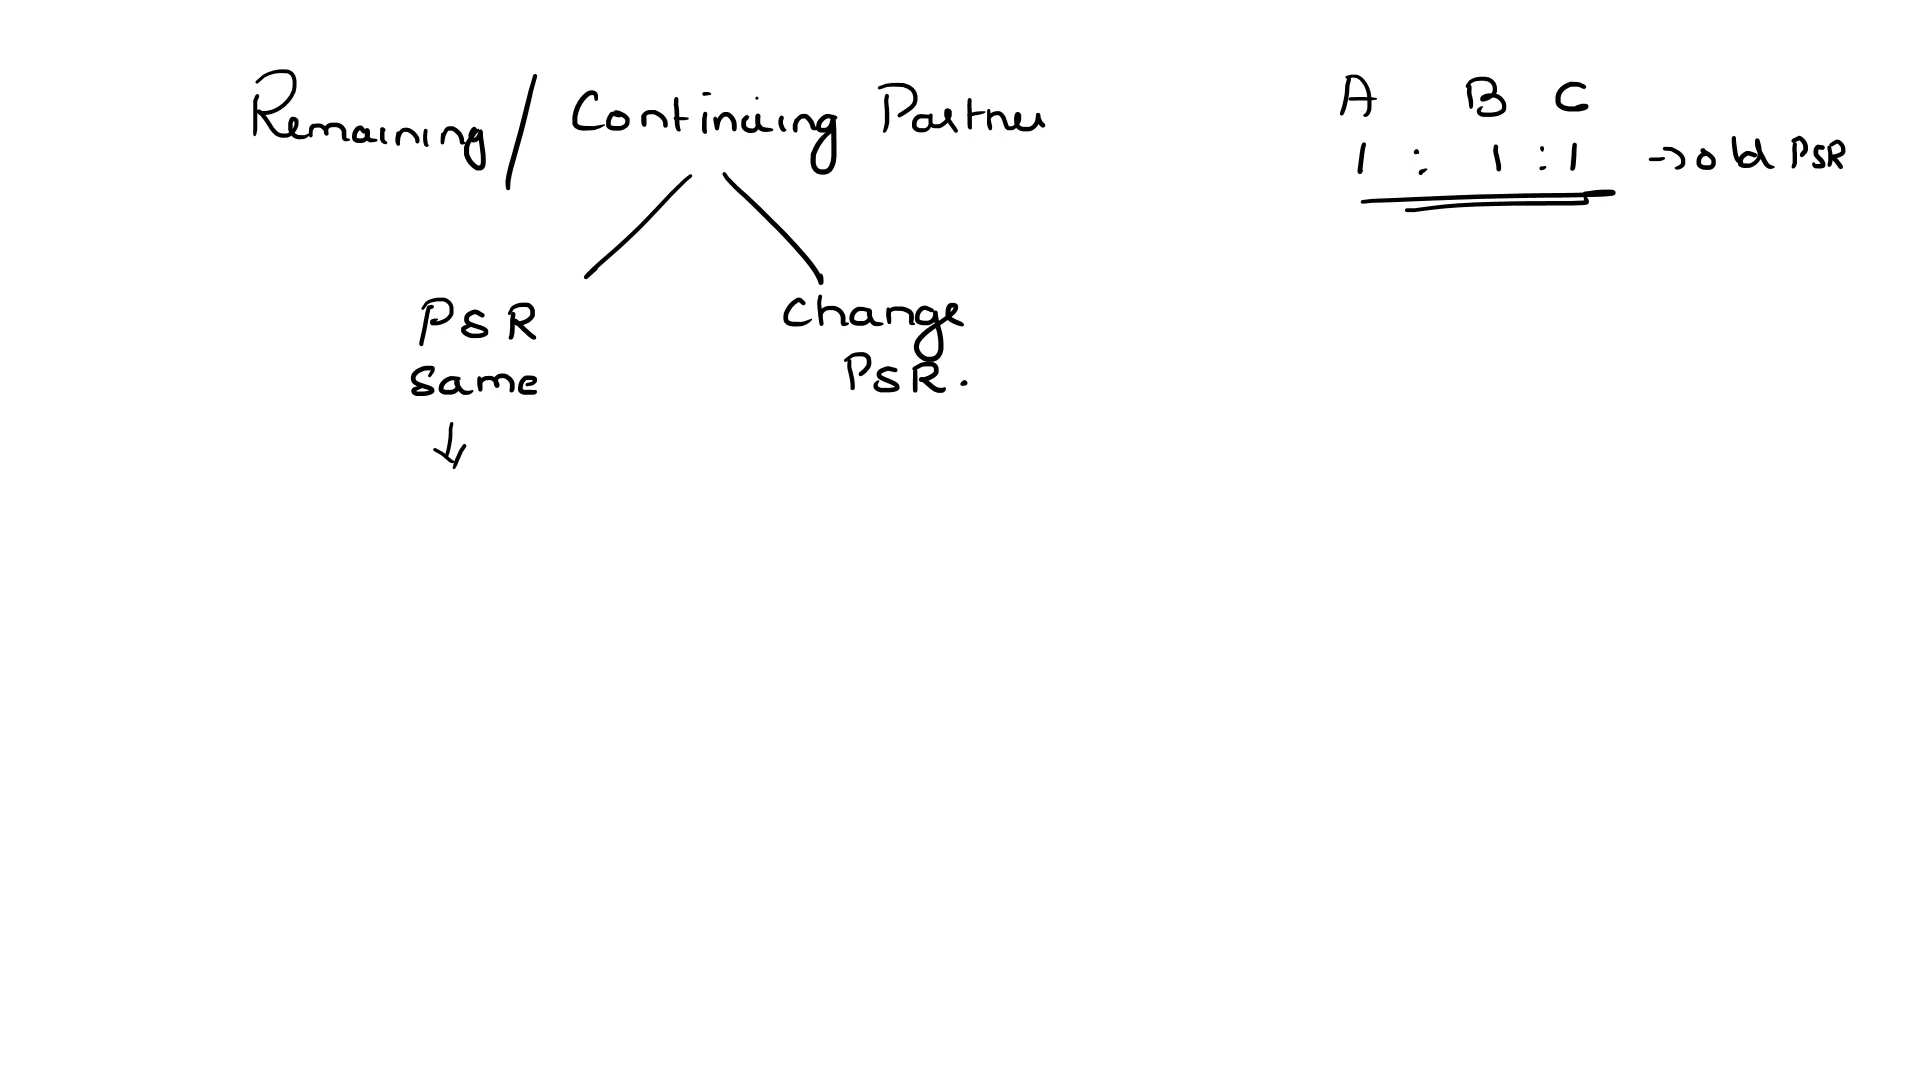 Remaining / Continuing Partner
A B C
1 : 1 : 1 → old PSR
PSR
Same
↓
Change
PSR.